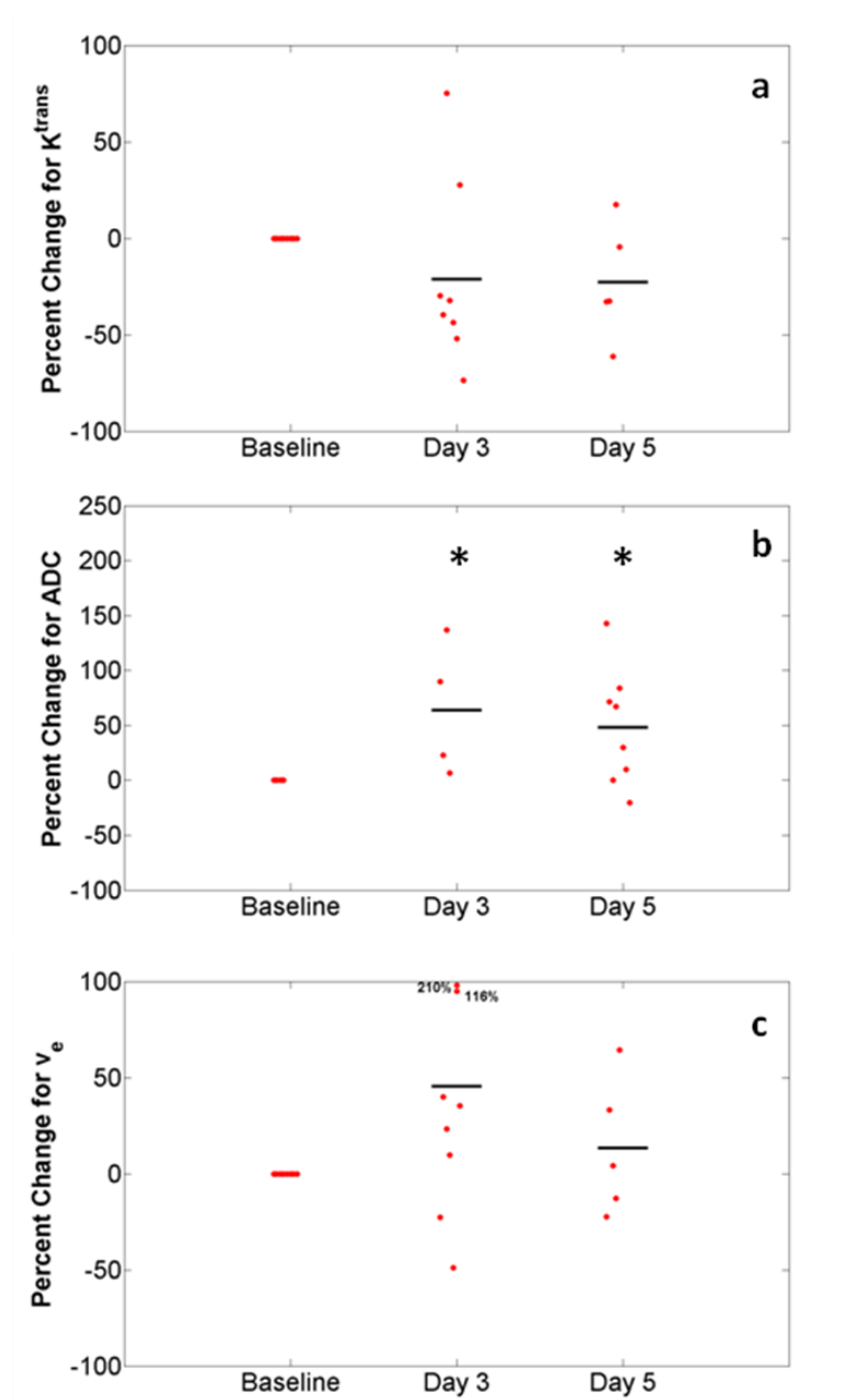 100
a
50
0
-50
-100
Percent Change for Ktrans
Baseline Day 3 Day 5
250
b
200
* *
150
100
50
0
-50
-100
Percent Change for ADC
Baseline Day 3 Day 5
100
210% 116%
c
50
0
-50
-100
Percent Change for ve
Baseline Day 3 Day 5